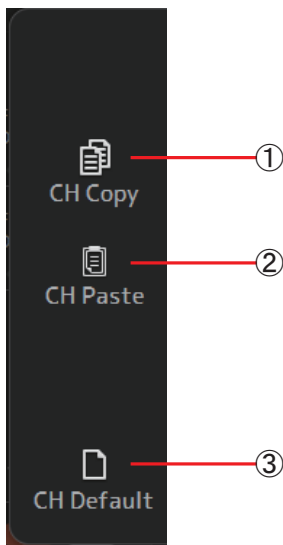 ①
CH Copy
②
CH Paste
③
CH Default